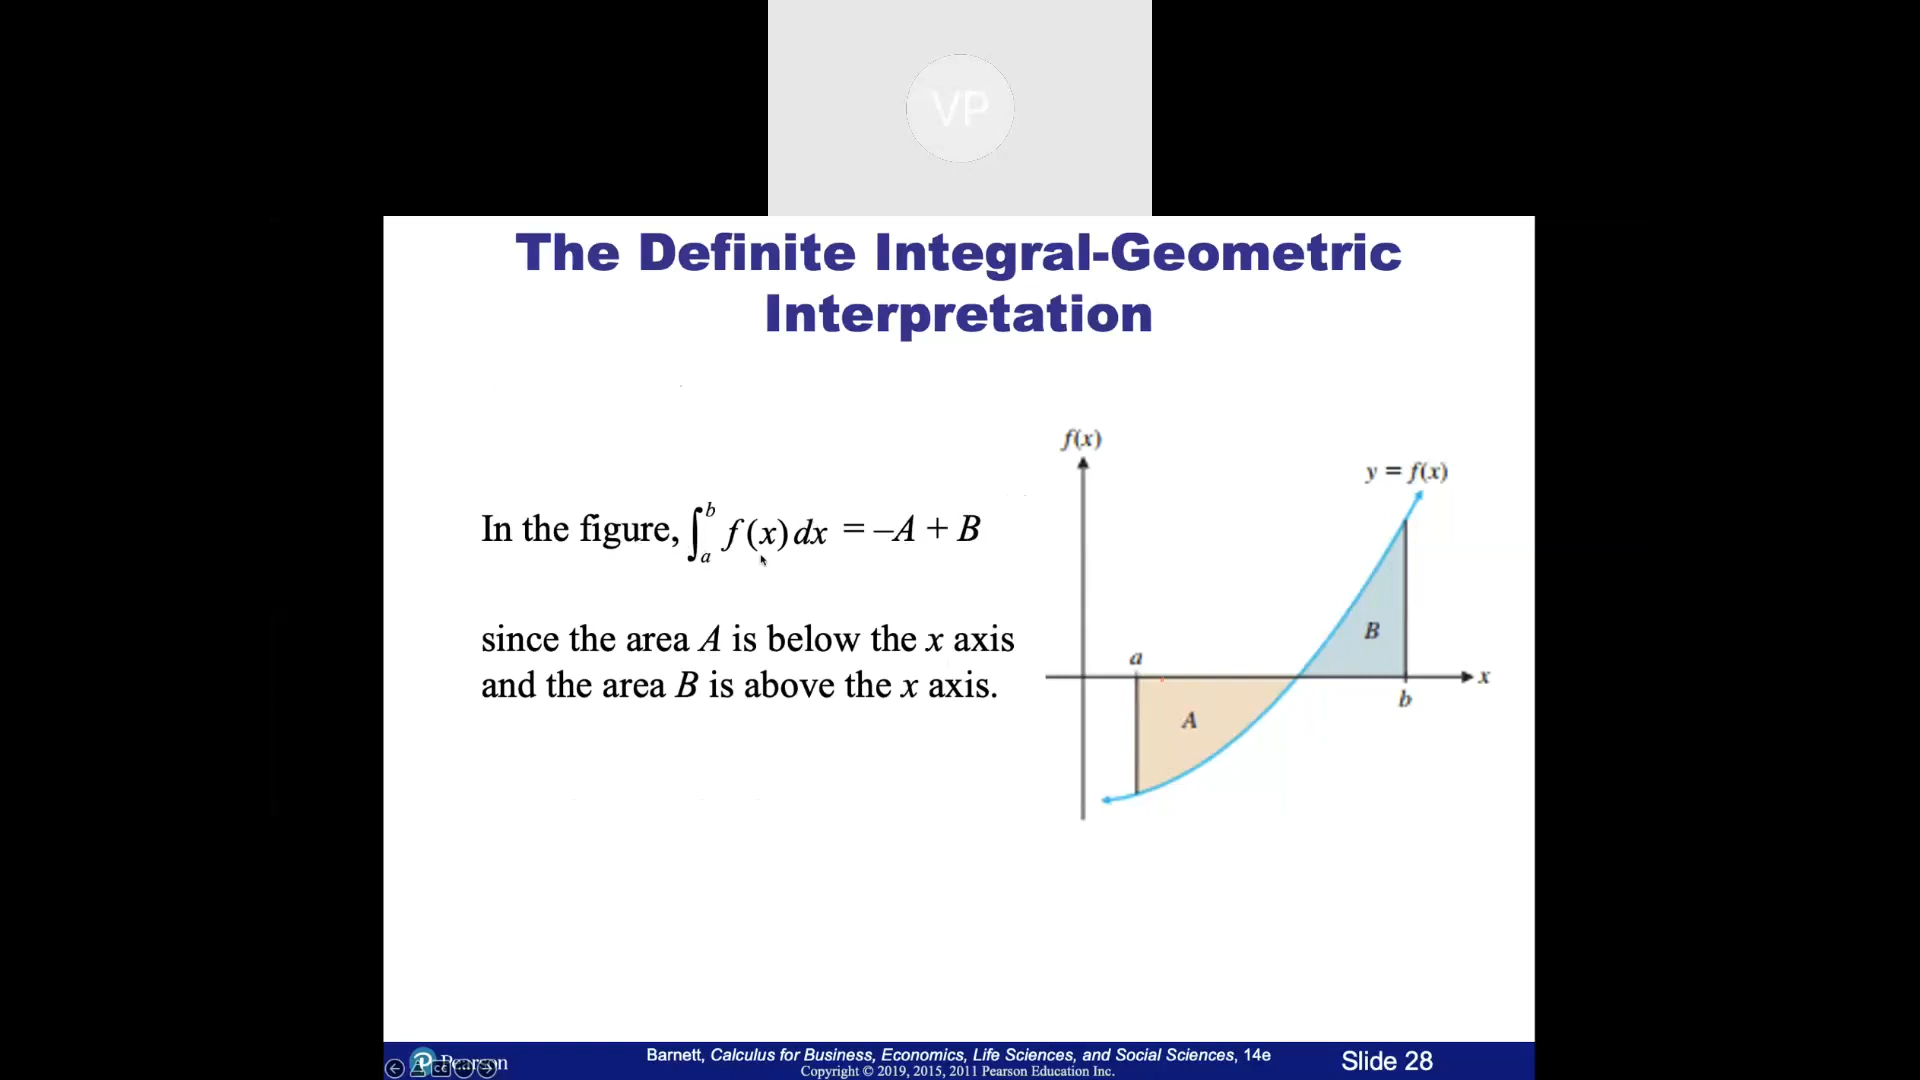 VP
The Definite Integral-Geometric
Interpretation
In the figure, ∫_a^b f(x) dx = –A + B
since the area A is below the x axis
and the area B is above the x axis.
f(x)
y = f(x)
B
a
x
b
A
Pearson
Barnett, Calculus for Business, Economics, Life Sciences, and Social Sciences, 14e
Copyright © 2019, 2015, 2011 Pearson Education Inc.
Slide 28